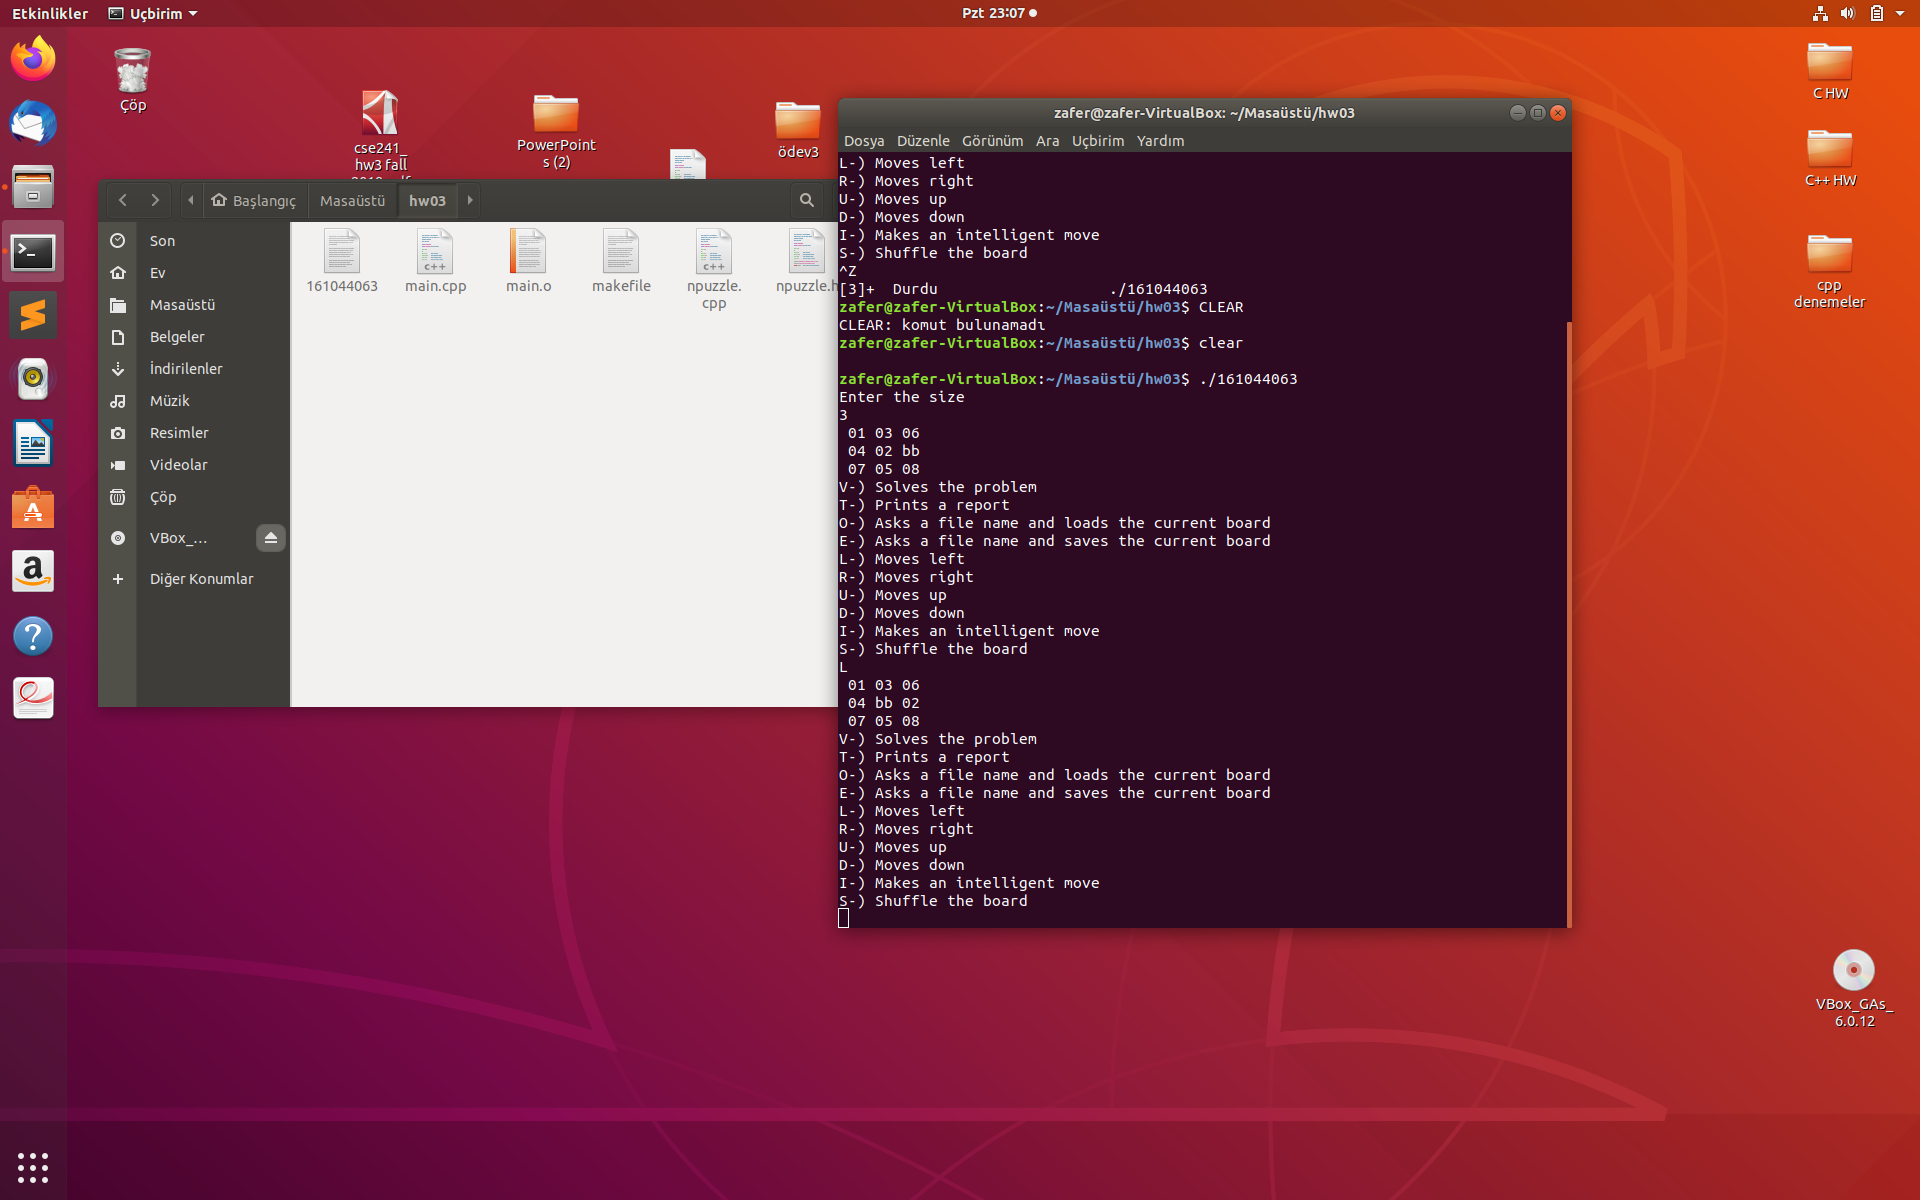 Etkinlikler
Uçbirim
Pzt 23:07
Çöp
cse241_
hw3 fall
PowerPoint
s (2)
ödev3
C HW
C++ HW
cpp
denemeler
VBox_GAs_
6.0.12
Başlangıç
Masaüstü
hw03
Son
Ev
Masaüstü
Belgeler
İndirilenler
Müzik
Resimler
Videolar
Çöp
VBox_...
Diğer Konumlar
161044063
main.cpp
main.o
makefile
npuzzle.
cpp
npuzzle.h
zafer@zafer-VirtualBox: ~/Masaüstü/hw03
Dosya Düzenle Görünüm Ara Uçbirim Yardım
L-) Moves left
R-) Moves right
U-) Moves up
D-) Moves down
I-) Makes an intelligent move
S-) Shuffle the board
^Z
[3]+  Durdu                   ./161044063
zafer@zafer-VirtualBox:~/Masaüstü/hw03$ CLEAR
CLEAR: komut bulunamadı
zafer@zafer-VirtualBox:~/Masaüstü/hw03$ clear
zafer@zafer-VirtualBox:~/Masaüstü/hw03$ ./161044063
Enter the size
3
01 03 06
04 02 bb
07 05 08
V-) Solves the problem
T-) Prints a report
O-) Asks a file name and loads the current board
E-) Asks a file name and saves the current board
L-) Moves left
R-) Moves right
U-) Moves up
D-) Moves down
I-) Makes an intelligent move
S-) Shuffle the board
L
01 03 06
04 bb 02
07 05 08
V-) Solves the problem
T-) Prints a report
O-) Asks a file name and loads the current board
E-) Asks a file name and saves the current board
L-) Moves left
R-) Moves right
U-) Moves up
D-) Moves down
I-) Makes an intelligent move
S-) Shuffle the board